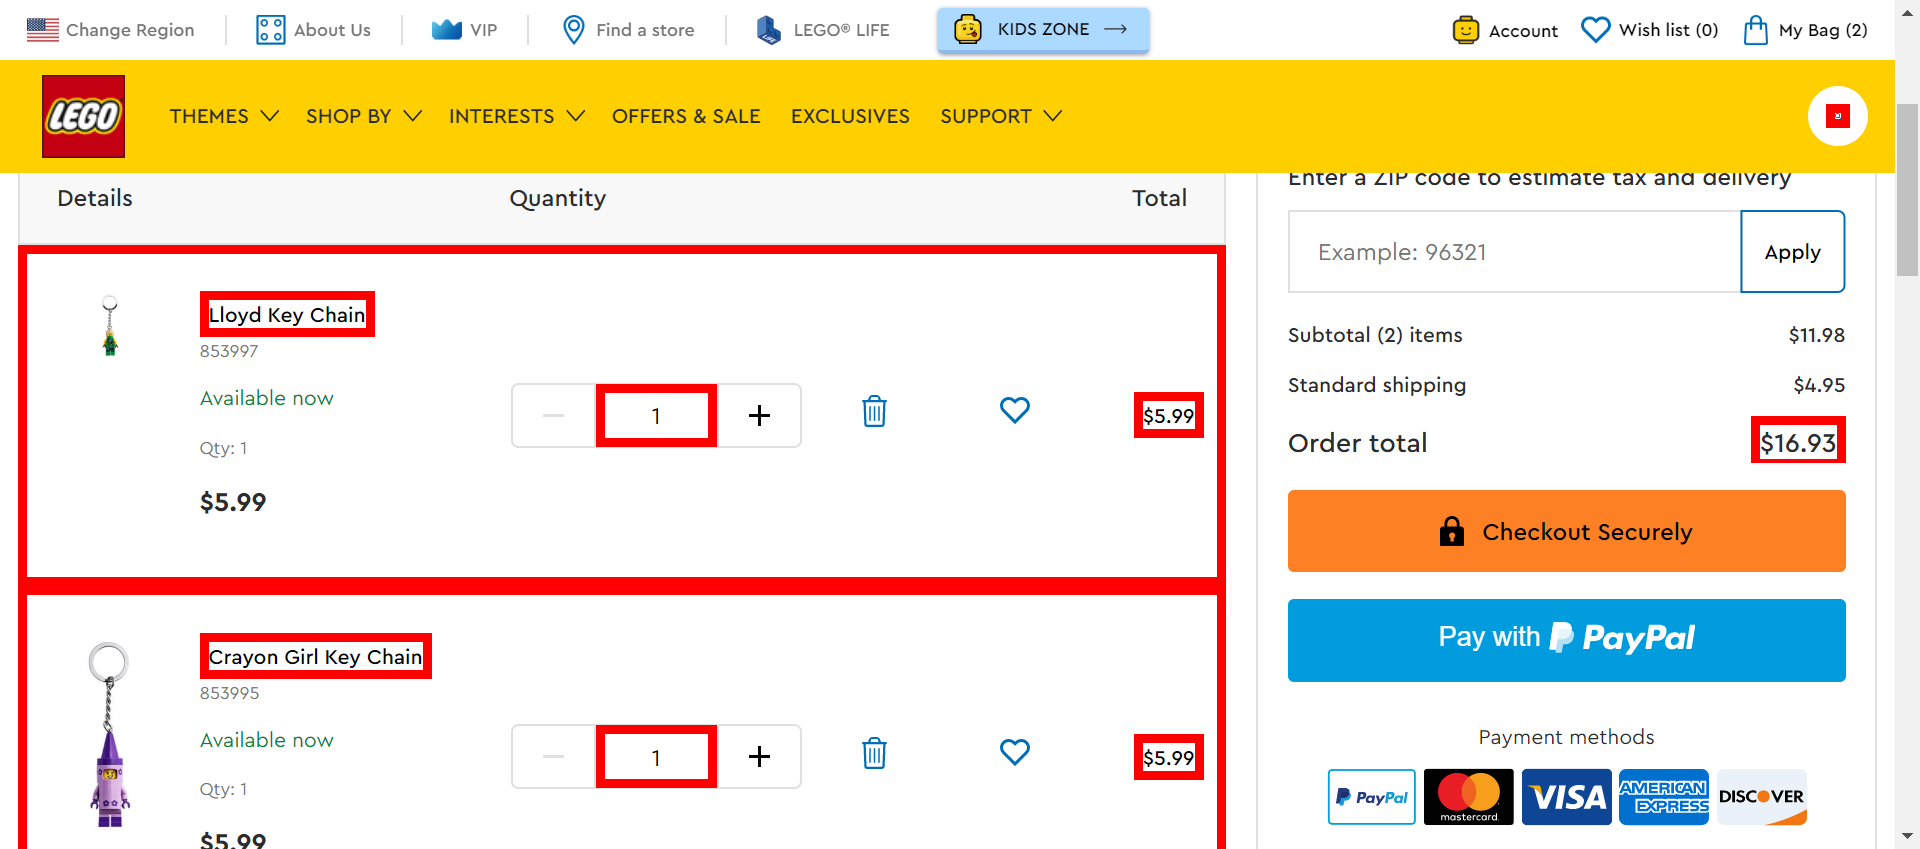 Change Region
About Us
VIP
Find a store
LEGO® LIFE
KIDS ZONE
Account
Wish list (0)
My Bag (2)
LEGO
THEMES
SHOP BY
INTERESTS
OFFERS & SALE
EXCLUSIVES
SUPPORT
Details
Quantity
Total
Lloyd Key Chain
853997
Available now
Qty: 1
$5.99
1
$5.99
Crayon Girl Key Chain
853995
Available now
Qty: 1
$5.99
1
$5.99
Enter a ZIP code to estimate tax and delivery
Example: 96321
Apply
Subtotal (2) items
$11.98
Standard shipping
$4.95
Order total
$16.93
Checkout Securely
Pay with PayPal
Payment methods
PayPal
mastercard.
VISA
AMERICAN
EXPRESS
DISCOVER